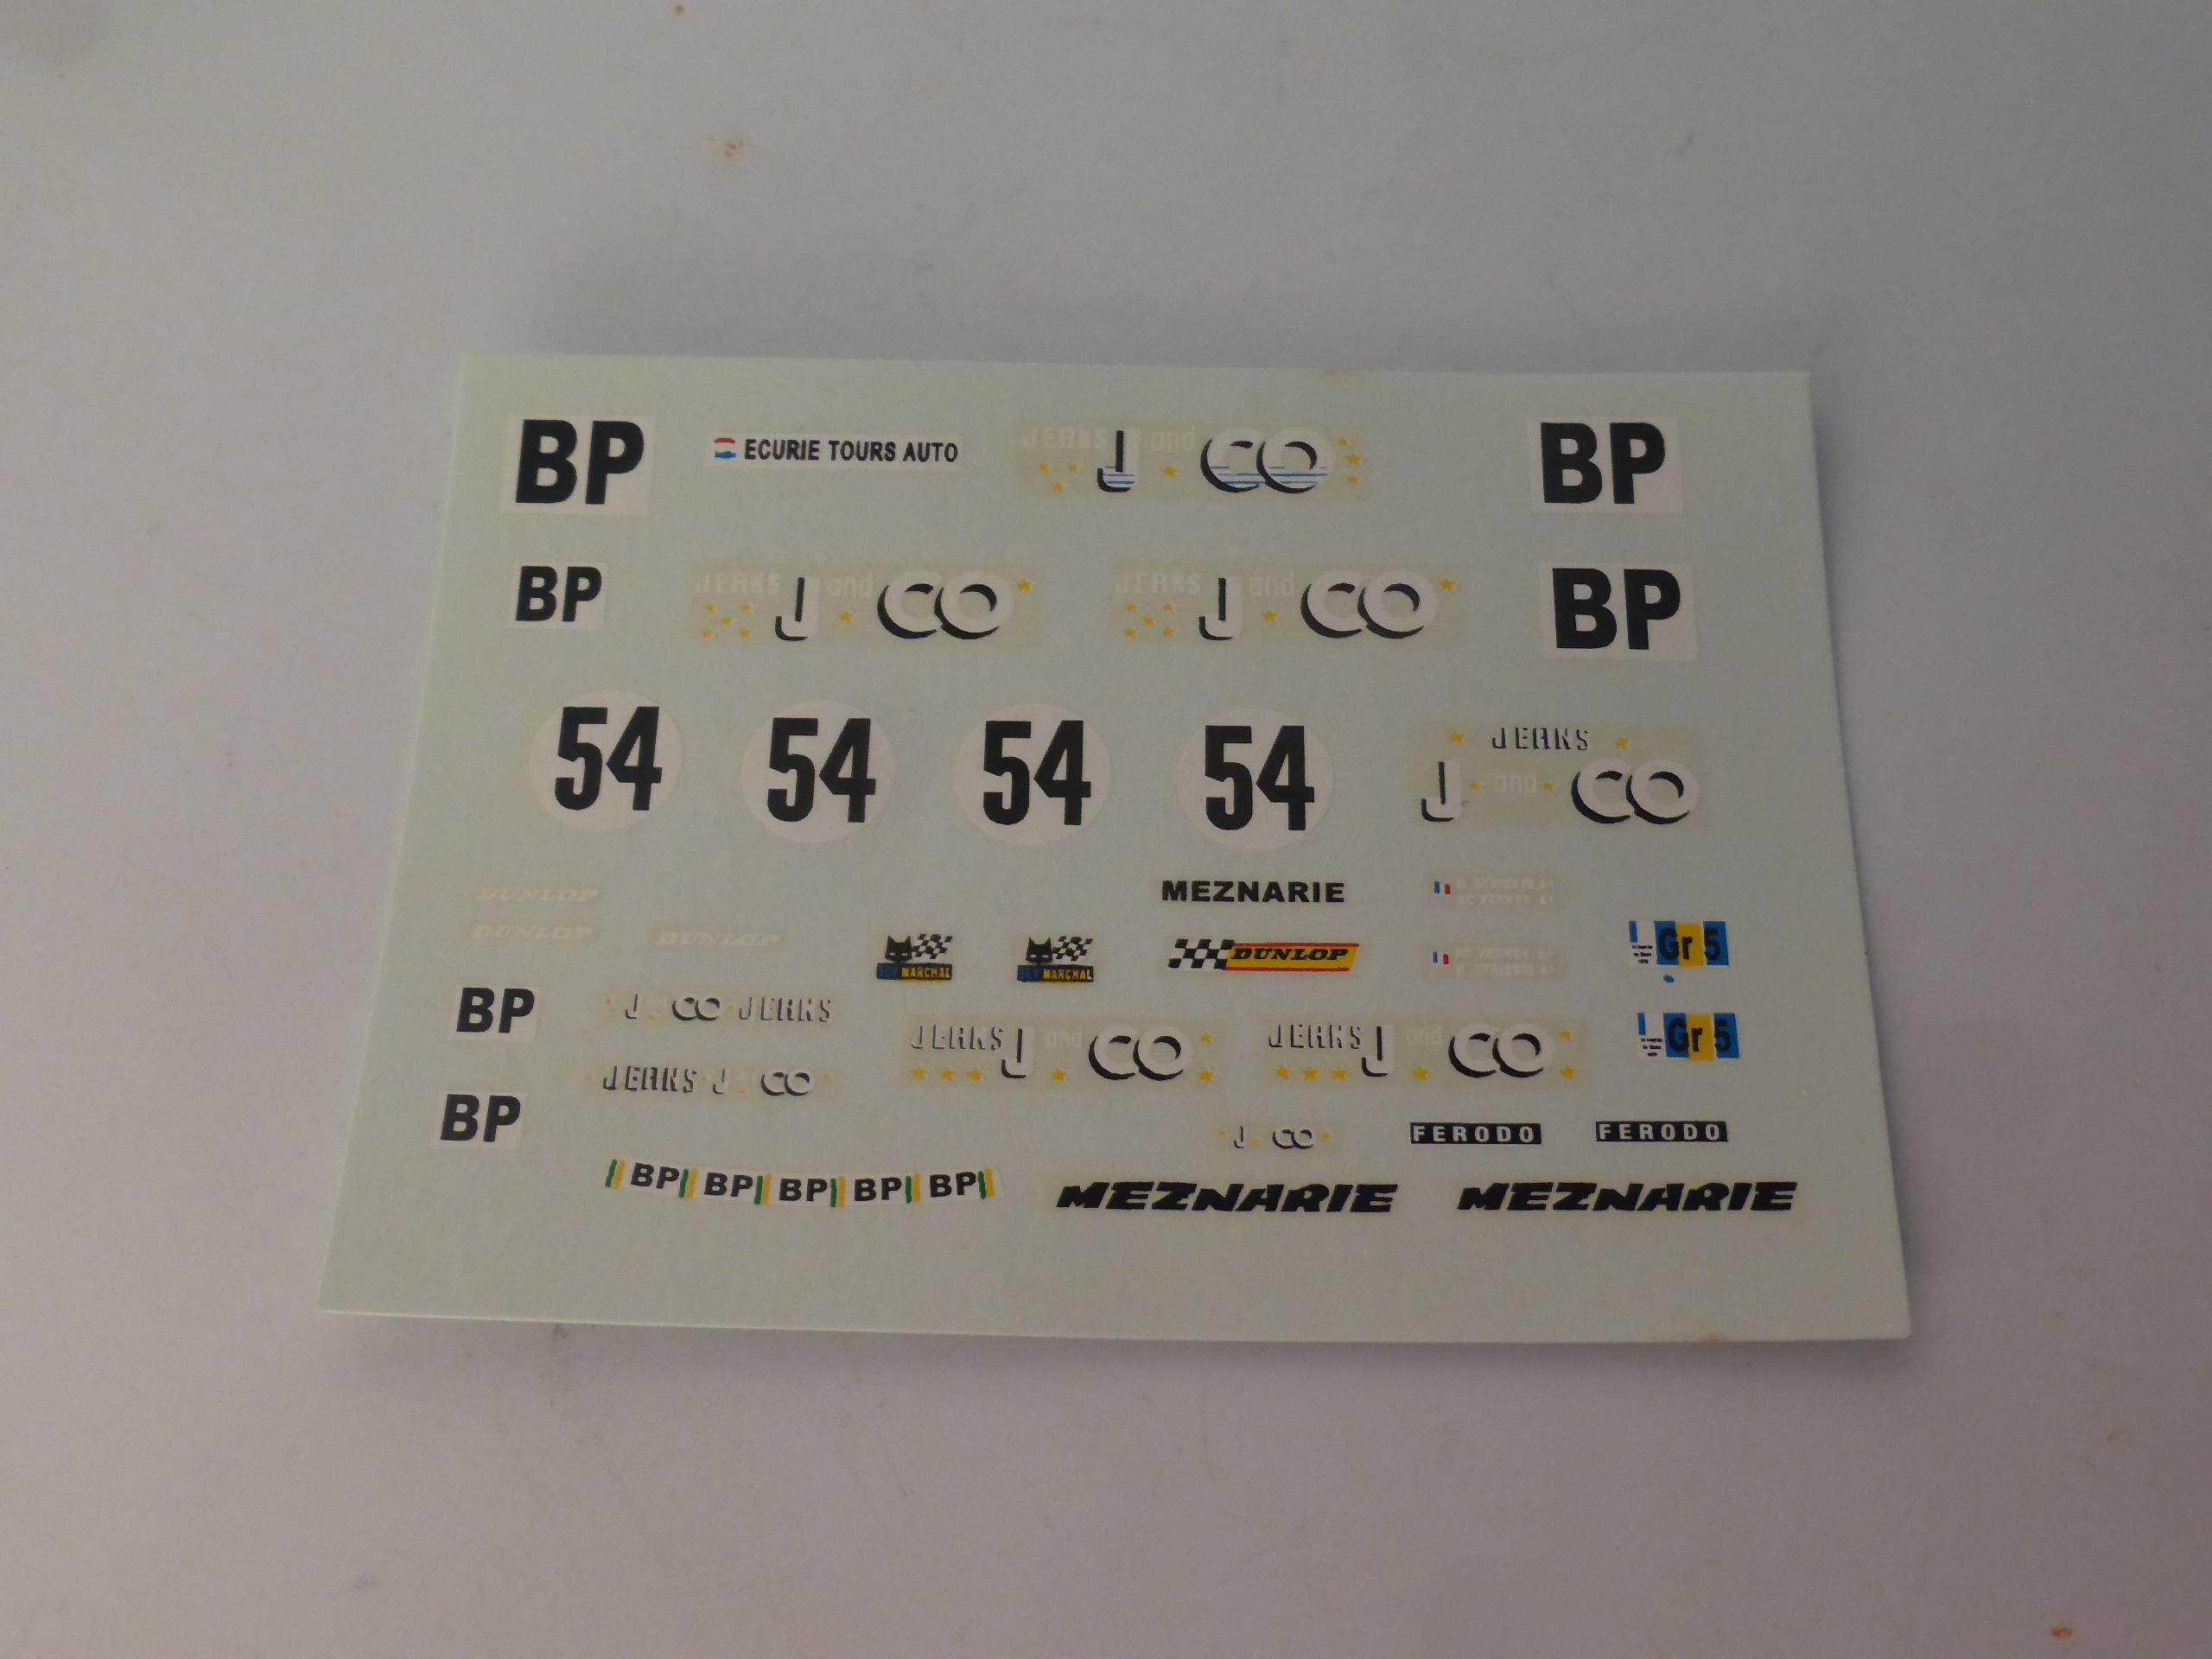 BP
ECURIE TOURS AUTO
JEANS J and CO
BP
BP
JEANS J and CO
JEANS J and CO
BP
54
54
54
54
JEANS
J and CO
DUNLOP
MEZNARIE
DUNLOP
DUNLOP
MARCHAL
MARCHAL
DUNLOP
Gr 5
BP
J CO JEANS
JEANS J and CO
JEANS J and CO
Gr 5
JEANS J CO
BP
J CO
FERODO
FERODO
BP BP BP BP BP
MEZNARIE
MEZNARIE